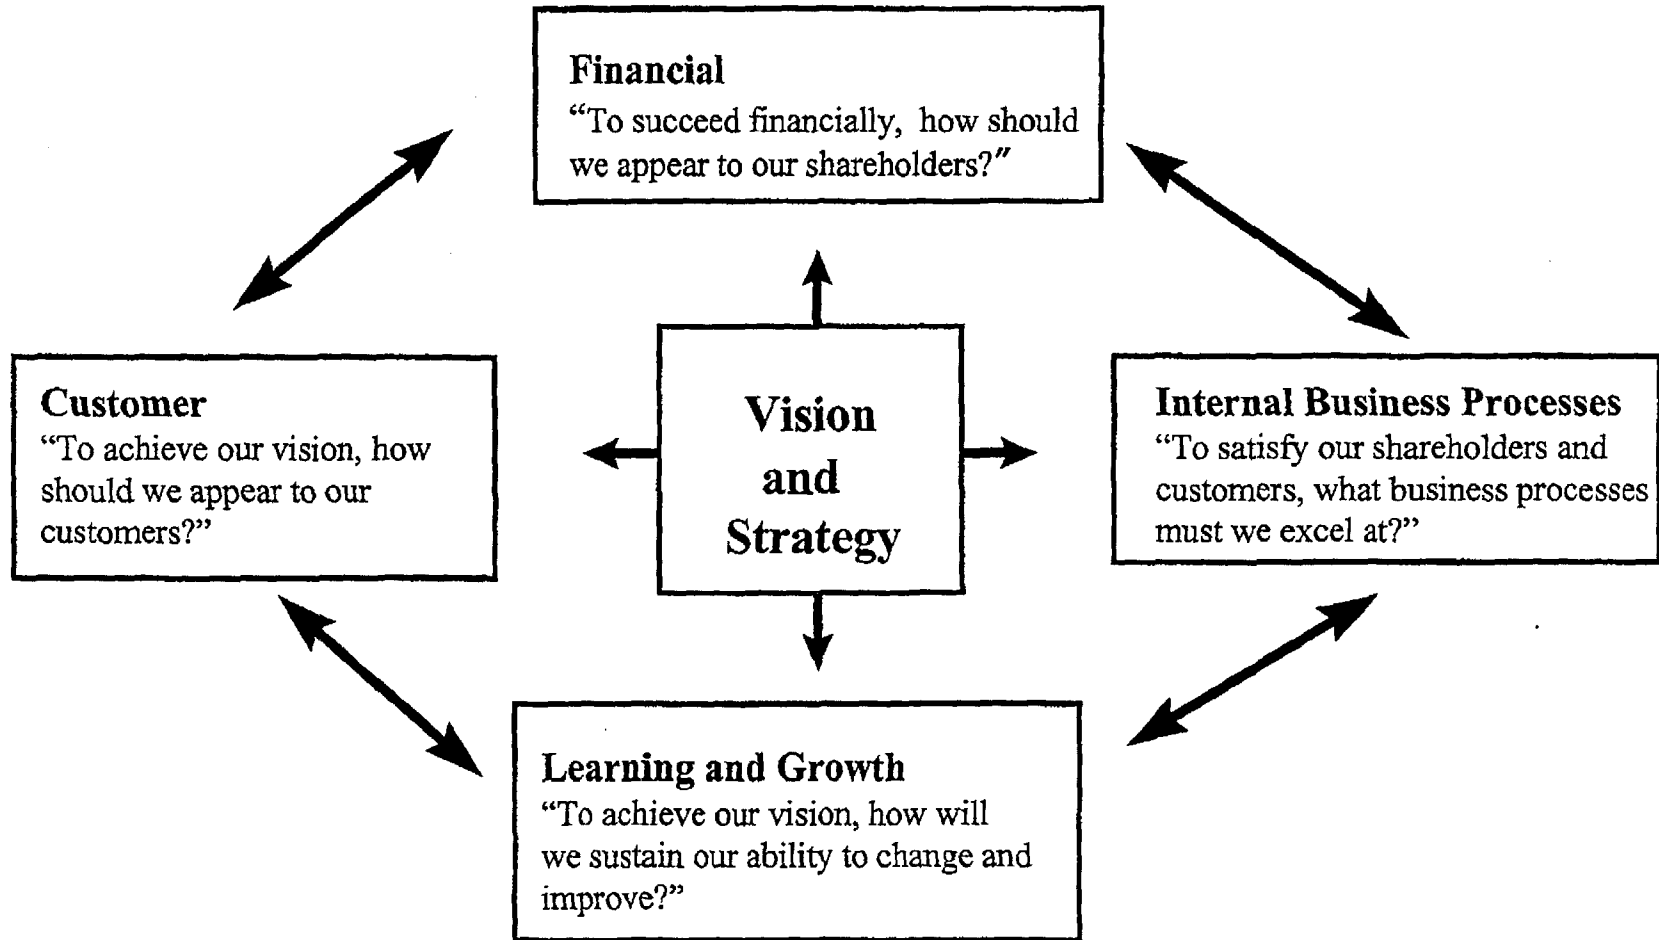 Financial
“To succeed financially, how should
we appear to our shareholders?”
Customer
“To achieve our vision, how
should we appear to our
customers?”
Vision
and
Strategy
Internal Business Processes
“To satisfy our shareholders and
customers, what business processes
must we excel at?”
Learning and Growth
“To achieve our vision, how will
we sustain our ability to change and
improve?”